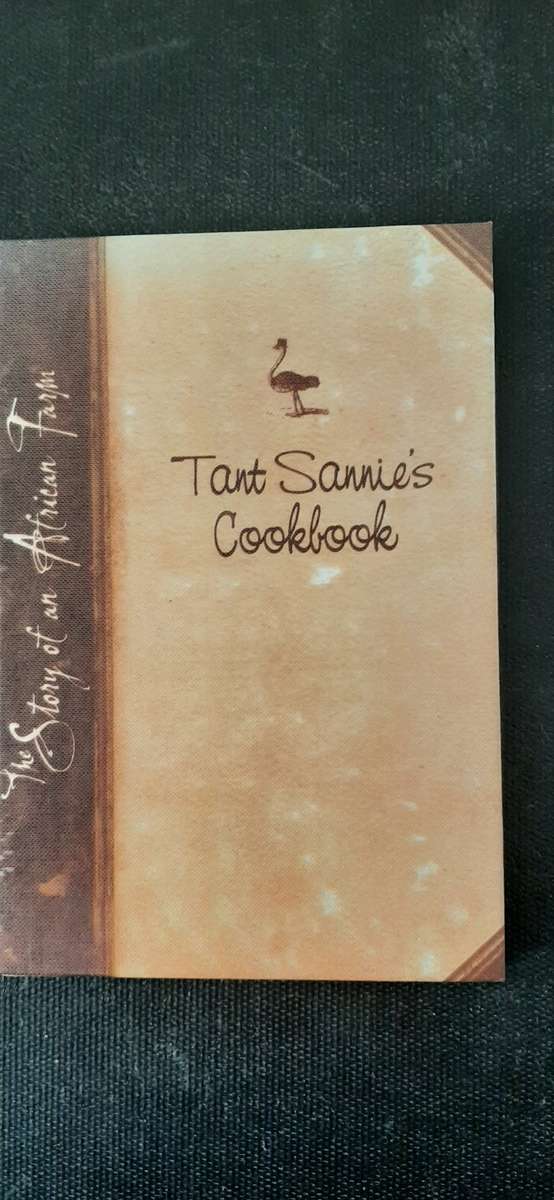 The Story of an African Farm
Tant Sannie's
Cookbook